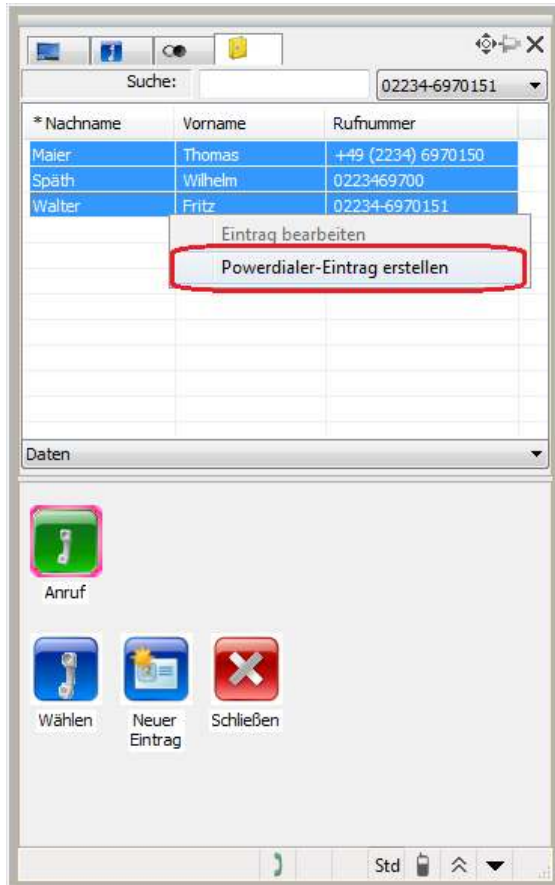 Suche: 02234-6970151
* Nachname Vorname Rufnummer
Maier Thomas +49 (2234) 6970150
Späth Wilhelm 0223469700
Walter Fritz 02234-6970151
Eintrag bearbeiten
Powerdialer-Eintrag erstellen
Daten
Anruf
Wählen Neuer Eintrag Schließen
Std